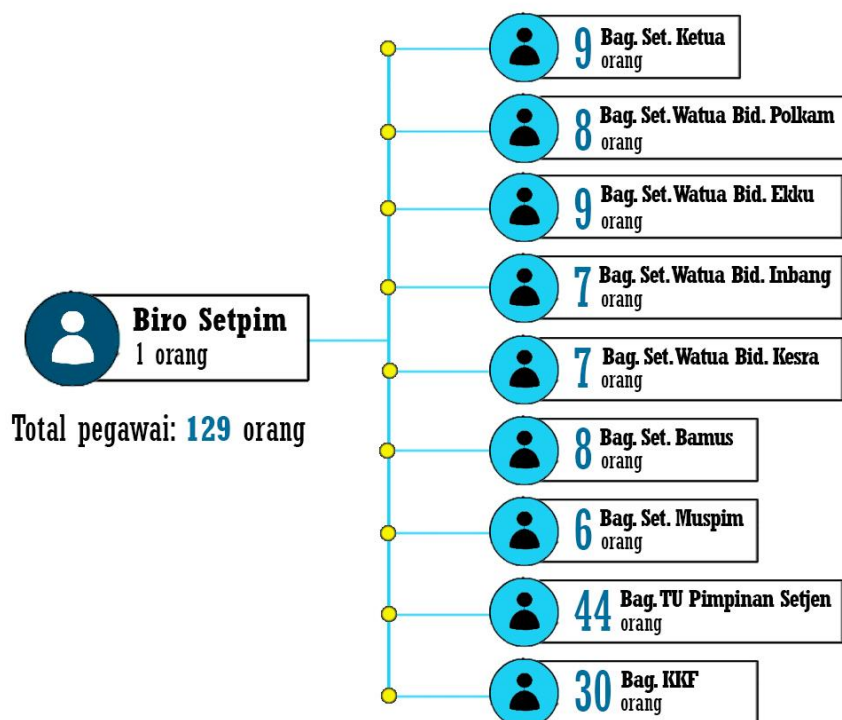 9 Bag. Set. Ketua
orang
8 Bag. Set. Watua Bid. Polkam
orang
9 Bag. Set. Watua Bid. Ekku
orang
7 Bag. Set. Watua Bid. Inbang
orang
Biro Setpim
1 orang
7 Bag. Set. Watua Bid. Kesra
orang
Total pegawai: 129 orang
8 Bag. Set. Bamus
orang
6 Bag. Set. Muspim
orang
44 Bag. TU Pimpinan Setjen
orang
30 Bag. KKF
orang